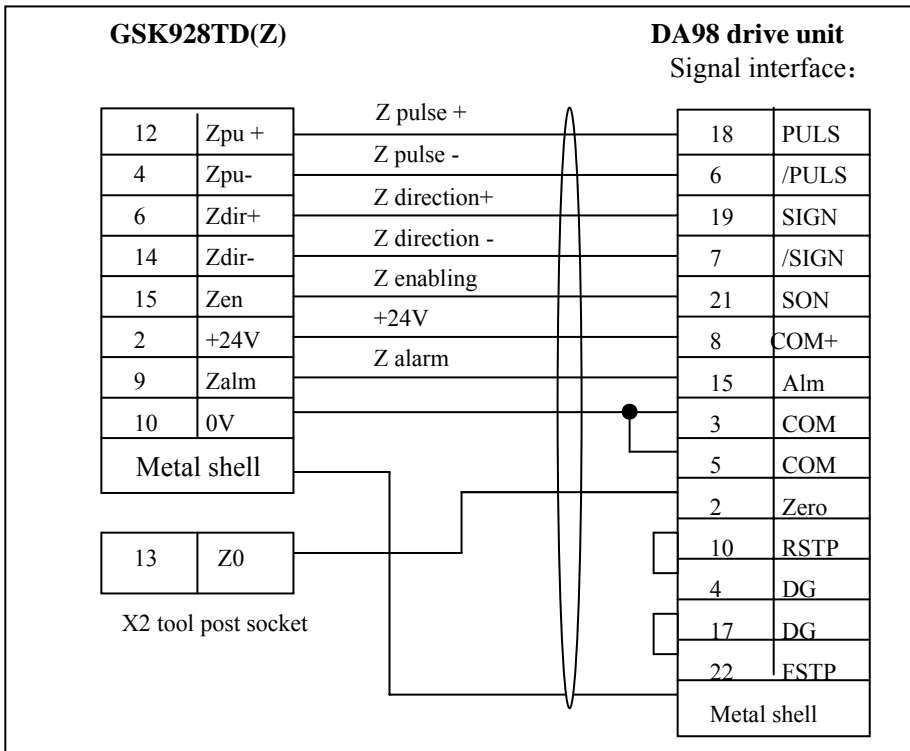 GSK928TD(Z)
DA98 drive unit
Signal interface：
12 Zpu +
4 Zpu-
6 Zdir+
14 Zdir-
15 Zen
2 +24V
9 Zalm
10 0V
Metal shell
Z pulse +
Z pulse -
Z direction+
Z direction -
Z enabling
+24V
Z alarm
18 PULS
6 /PULS
19 SIGN
7 /SIGN
21 SON
8 COM+
15 Alm
3 COM
5 COM
2 Zero
10 RSTP
4 DG
17 DG
22 FSTP
Metal shell
13 Z0
X2 tool post socket